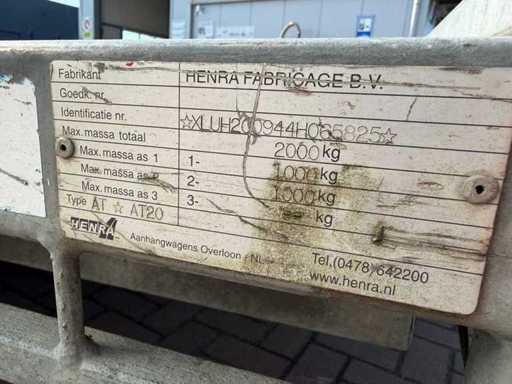 Fabrikant HENRA FABRICAGE B.V.
Goedk. nr.
Identificatie nr. ☆XLUH200944H065825☆
Max. massa totaal 2000 kg
Max. massa as 1 1- 1000 kg
Max. massa as 2 2- 1000 kg
Max. massa as 3 3- kg
Type AT ☆ AT20
HENRA
Aanhangwagens Overloon - NL
Tel. (0478) 642200
www.henra.nl